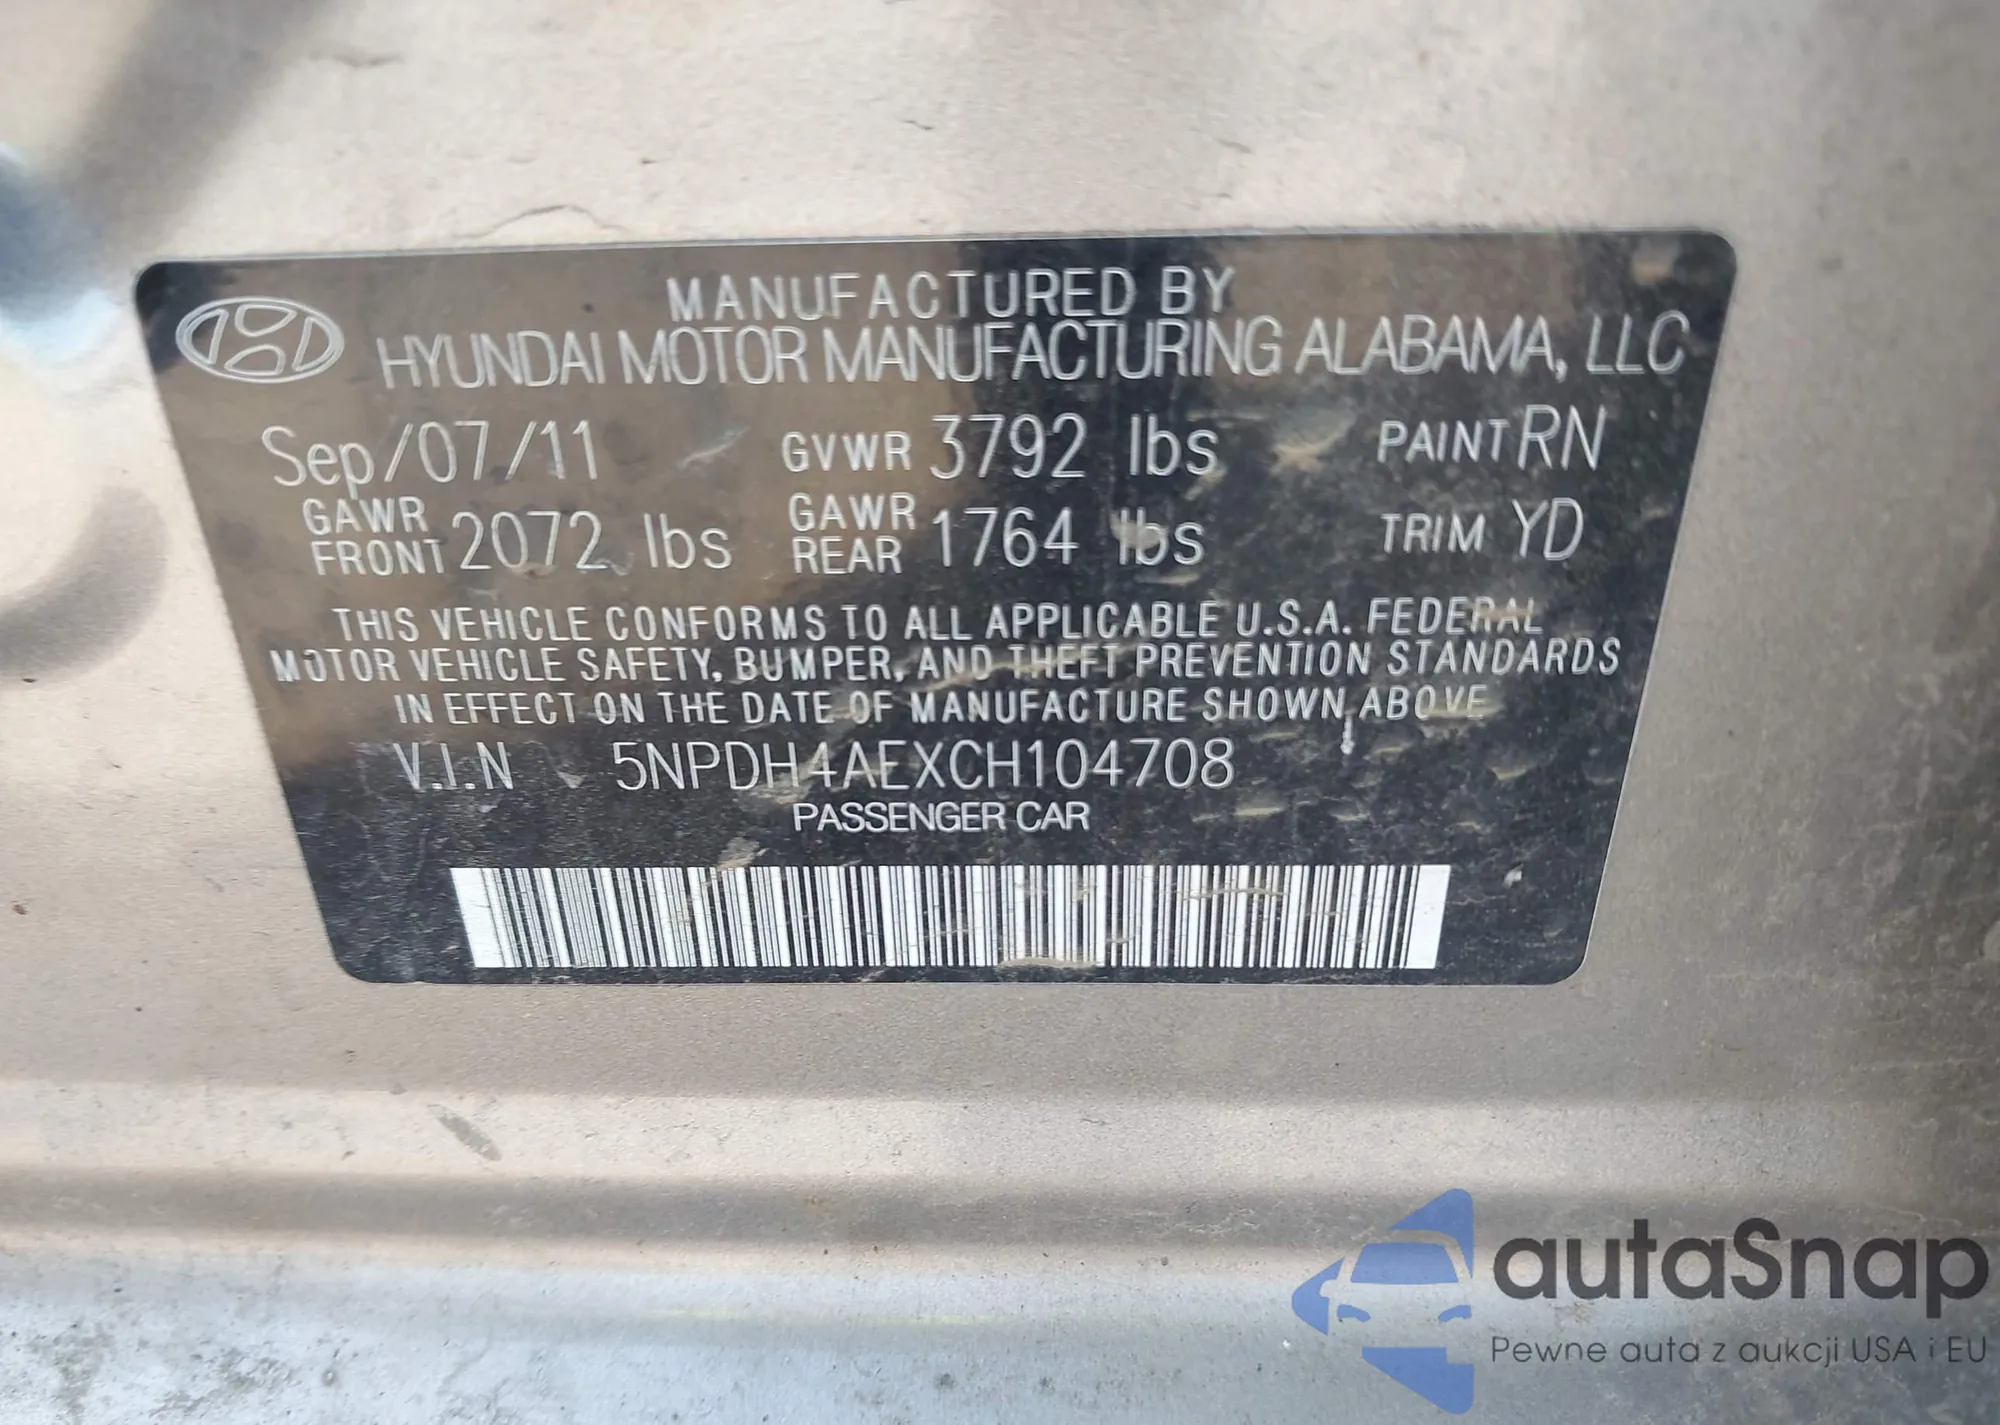 MANUFACTURED BY
HYUNDAI MOTOR MANUFACTURING ALABAMA, LLC
Sep/07/11 GVWR 3792 lbs PAINT RN
GAWR FRONT 2072 lbs GAWR REAR 1764 lbs TRIM YD
THIS VEHICLE CONFORMS TO ALL APPLICABLE U.S.A. FEDERAL
MOTOR VEHICLE SAFETY, BUMPER, AND THEFT PREVENTION STANDARDS
IN EFFECT ON THE DATE OF MANUFACTURE SHOWN ABOVE
V.I.N 5NPDH4AEXCH104708
PASSENGER CAR
autaSnap
Pewne auta z aukcji USA i EU